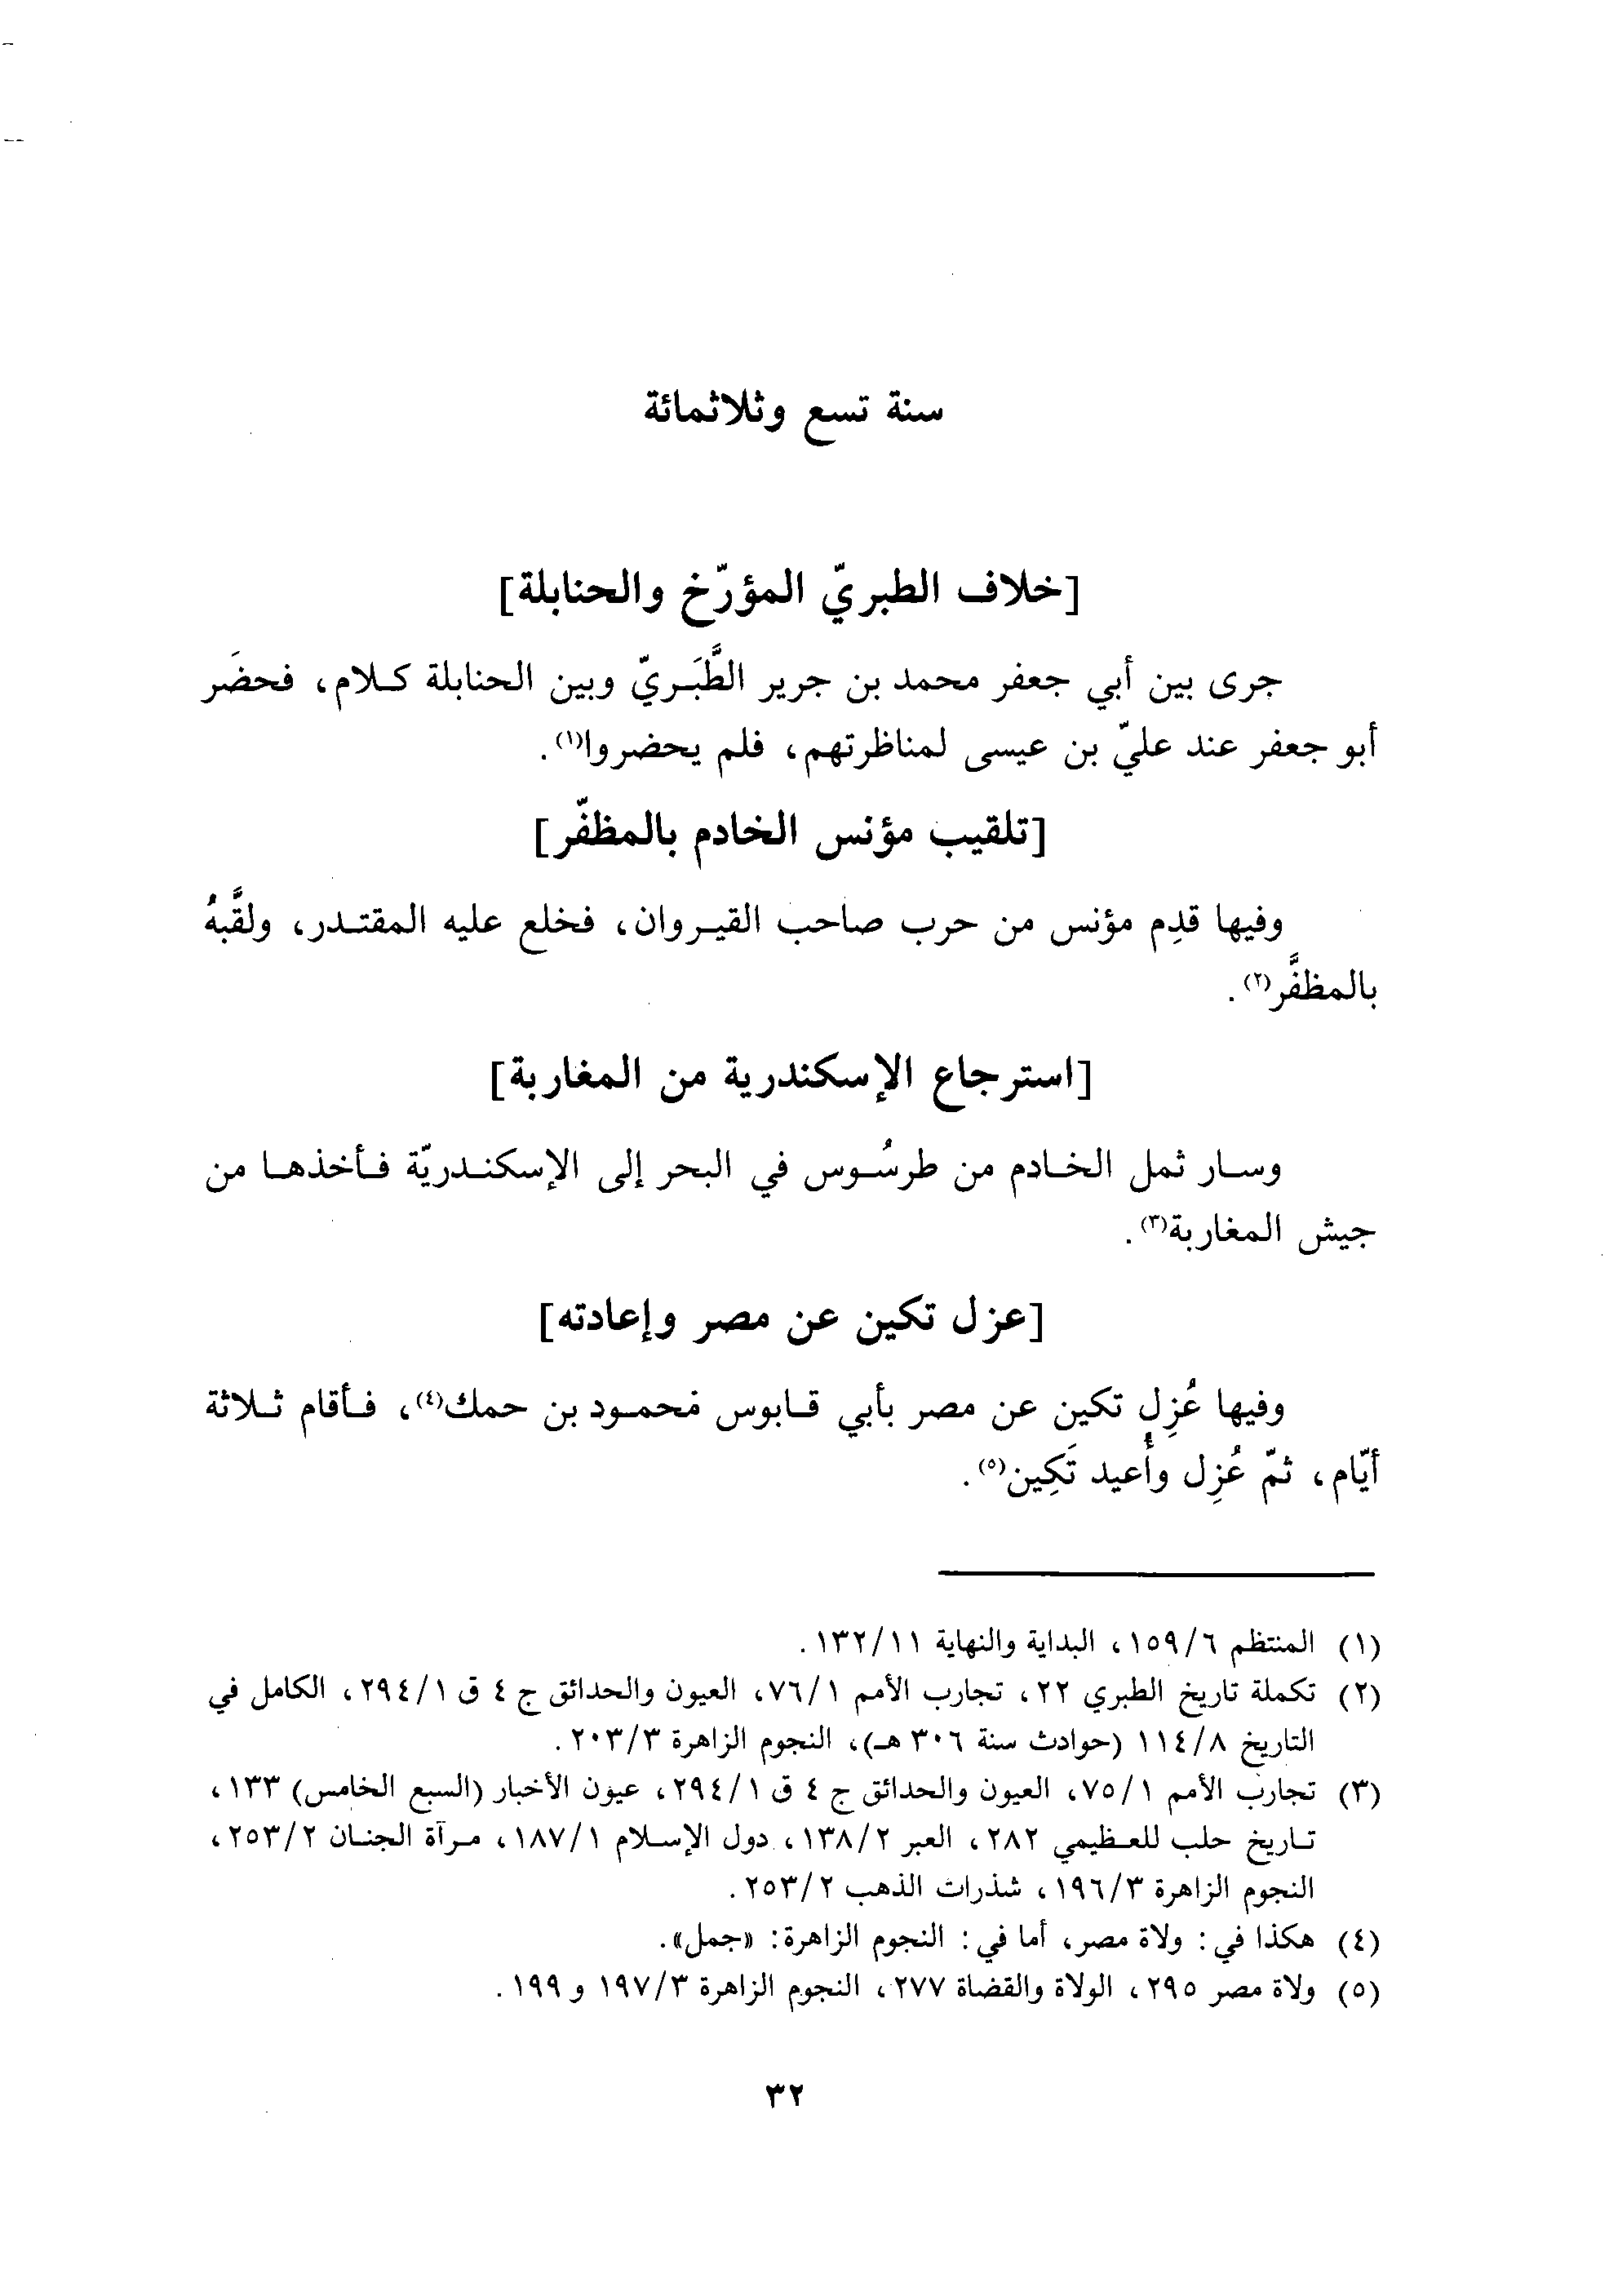 سنة تسع وثلاثمائة
[خلاف الطبريّ المؤرّخ والحنابلة]
جرى بين أبي جعفر محمد بن جرير الطَّبَريّ وبين الحنابلة كلام، فحضَر
أبو جعفر عند عليّ بن عيسى لمناظرتهم، فلم يحضروا(١).
[تلقيب مؤنس الخادم بالمظفّر]
وفيها قدِم مؤنس من حرب صاحب القيروان، فخلع عليه المقتدر، ولقَّبهُ
بالمظفَّر(٢).
[استرجاع الإسكندرية من المغاربة]
وسار ثمل الخادم من طرسُوس في البحر إلى الإسكندريّة فأخذها من
جيش المغاربة(٣).
[عزل تكين عن مصر وإعادته]
وفيها عُزِل تكين عن مصر بأبي قابوس محمود بن حمك(٤)، فأقام ثلاثة
أيّام، ثمّ عُزِل وأُعيد تَكِين(٥).
(١) المنتظم ٦/ ١٥٩، البداية والنهاية ١١/ ١٣٢.
(٢) تكملة تاريخ الطبري ٢٢، تجارب الأمم ١/ ٧٦، العيون والحدائق ج ٤ ق ١/ ٢٩٤، الكامل في
التاريخ ٨/ ١١٤ (حوادث سنة ٣٠٦ هـ)، النجوم الزاهرة ٣/ ٢٠٣.
(٣) تجارب الأمم ١/ ٧٥، العيون والحدائق ج ٤ ق ١/ ٢٩٤، عيون الأخبار (السبع الخامس) ١٣٣،
تاريخ حلب للعظيمي ٢٨٢، العبر ٢/ ١٣٨، دول الإسلام ١/ ١٨٧، مرآة الجنان ٢/ ٢٥٣،
النجوم الزاهرة ٣/ ١٩٦، شذرات الذهب ٢/ ٢٥٣.
(٤) هكذا في: ولاة مصر، أما في: النجوم الزاهرة: «جمل».
(٥) ولاة مصر ٢٩٥، الولاة والقضاة ٢٧٧، النجوم الزاهرة ٣/ ١٩٧ و ١٩٩.
٣٢